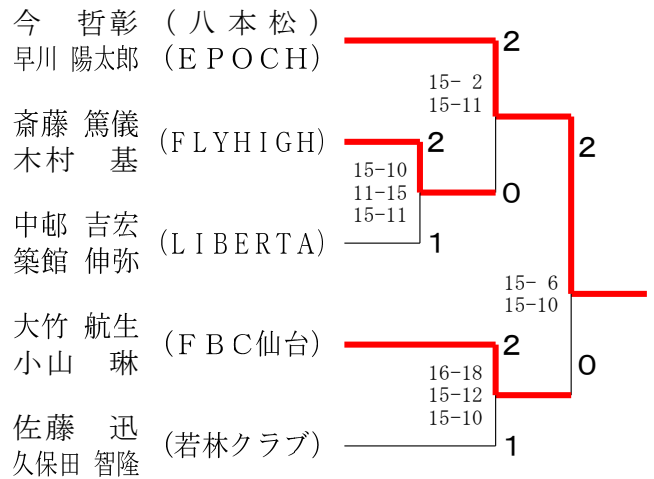 今　哲彰 (八本松)
早川 陽太郎 (ＥＰＯＣＨ)
2
15- 2
15-11
斎藤 篤儀
木村　基
(ＦＬＹＨＩＧＨ)
2
2
15-10
11-15
15-11
0
中邨 吉宏
築館 伸弥
(ＬＩＢＥＲＴＡ)
1
15- 6
15-10
大竹 航生
小山　琳
(ＦＢＣ仙台)
2
0
16-18
15-12
15-10
佐藤　迅
久保田 智隆
(若林クラブ)
1